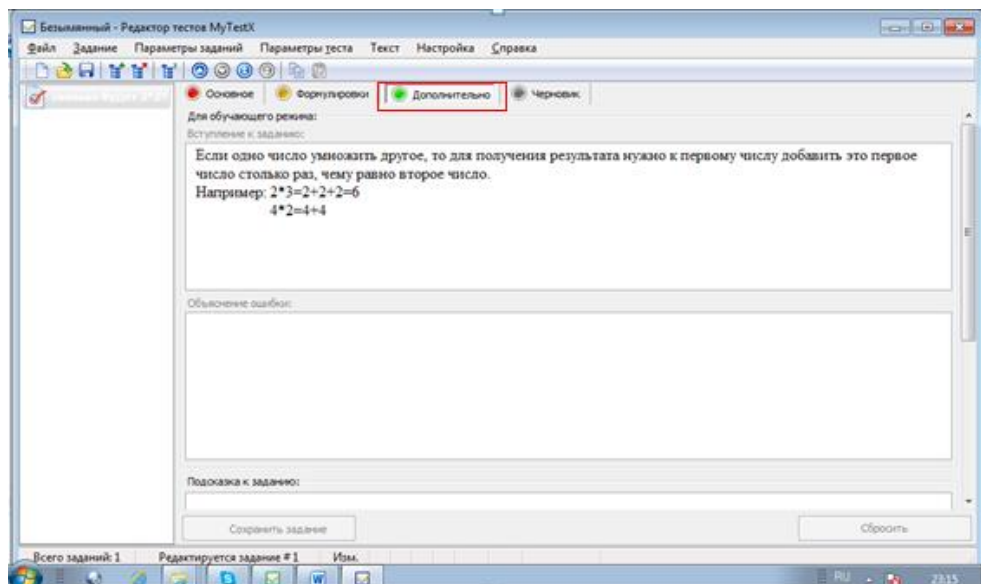 Безымянный - Редактор тестов MyTestX
Файл Задание Параметры заданий Параметры теста Текст Настройка Справка
Основное Формулировки Дополнительно Черновик
Для обучающего режима:
Вступление к заданию:
Если одно число умножить другое, то для получения результата нужно к первому числу добавить это первое
число столько раз, чему равно второе число.
Например: 2*3=2+2+2=6
4*2=4+4
Объяснение ошибки:
Подсказка к заданию:
Сохранить задание Сбросить
Всего заданий: 1 Редактируется задание # 1 Изм.
RU 23:15